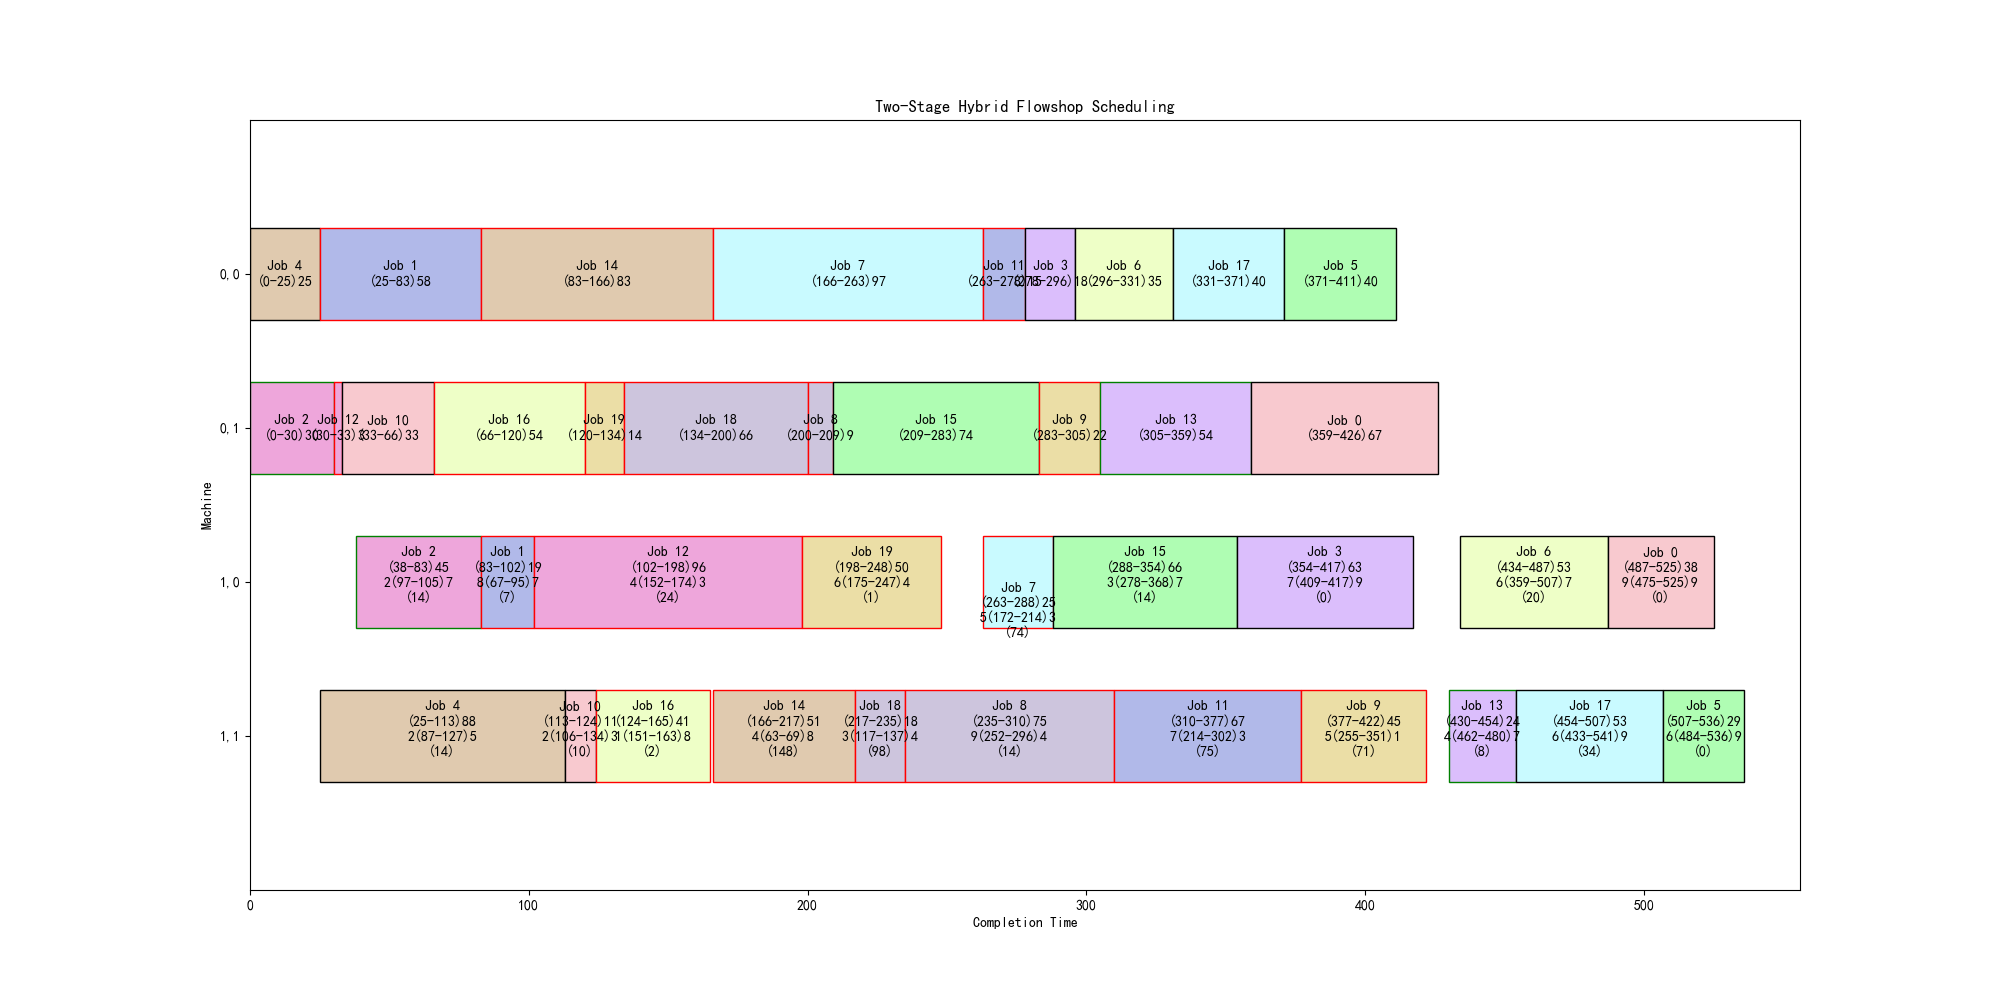 Two-Stage Hybrid Flowshop Scheduling
0,0
Job 4
(0-25)25
Job 1
(25-83)58
Job 14
(83-166)83
Job 7
(166-263)97
Job 11
(263-278)15
Job 3
(278-296)18
Job 6
(296-331)35
Job 17
(331-371)40
Job 5
(371-411)40
0,1
Job 2
(0-30)30
Job 12
(30-33)3
Job 10
(33-66)33
Job 16
(66-120)54
Job 19
(120-134)14
Job 18
(134-200)66
Job 8
(200-209)9
Job 15
(209-283)74
Job 9
(283-305)22
Job 13
(305-359)54
Job 0
(359-426)67
Machine
1,0
Job 2
(38-83)45
2(97-105)7
(14)
Job 1
(83-102)19
8(67-95)7
(7)
Job 12
(102-198)96
4(152-174)3
(24)
Job 19
(198-248)50
6(175-247)4
(1)
Job 7
(263-288)25
5(172-214)3
(74)
Job 15
(288-354)66
3(278-368)7
(14)
Job 3
(354-417)63
7(409-417)9
(0)
Job 6
(434-487)53
6(359-507)7
(20)
Job 0
(487-525)38
9(475-525)9
(0)
1,1
Job 4
(25-113)88
2(87-127)5
(14)
Job 10
(113-124)11
2(106-134)3
(10)
Job 16
(124-165)41
1(151-163)8
(2)
Job 14
(166-217)51
4(63-69)8
(148)
Job 18
(217-235)18
3(117-137)4
(98)
Job 8
(235-310)75
9(252-296)4
(14)
Job 11
(310-377)67
7(214-302)3
(75)
Job 9
(377-422)45
5(255-351)1
(71)
Job 13
(430-454)24
4(462-480)7
(8)
Job 17
(454-507)53
6(433-541)9
(34)
Job 5
(507-536)29
6(484-536)9
(0)
0
100
200
300
400
500
Completion Time